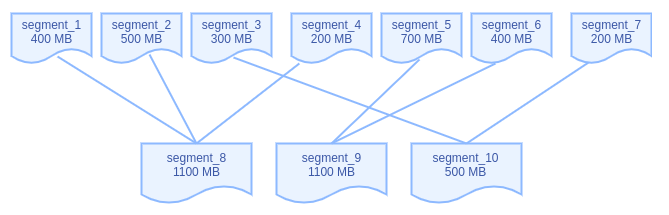 segment_1
400 MB
segment_2
500 MB
segment_3
300 MB
segment_4
200 MB
segment_5
700 MB
segment_6
400 MB
segment_7
200 MB
segment_8
1100 MB
segment_9
1100 MB
segment_10
500 MB